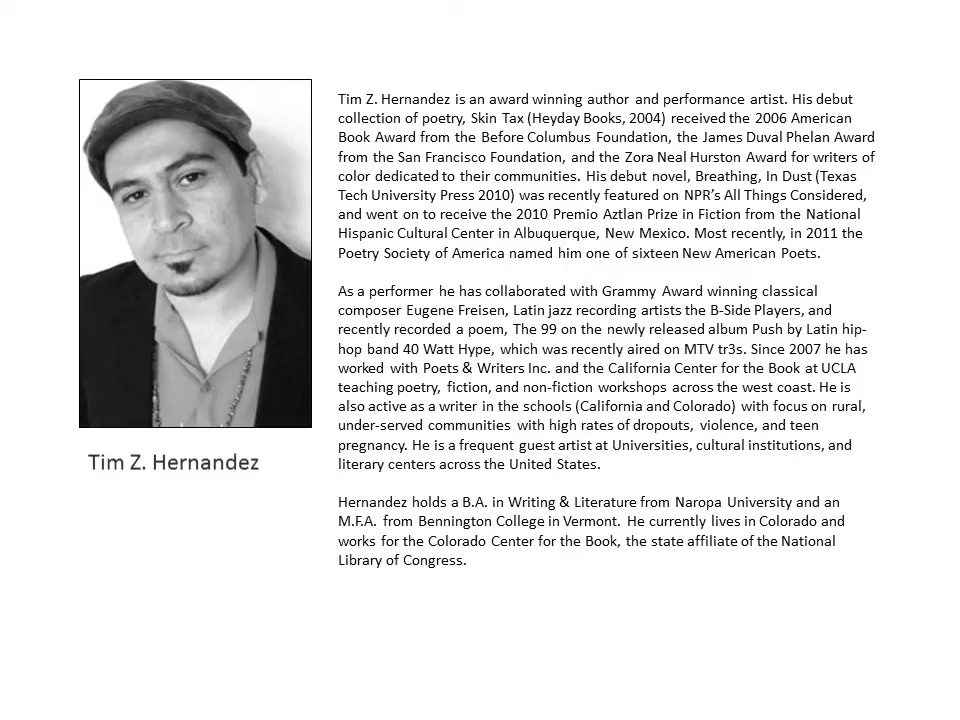 Tim Z. Hernandez is an award winning author and performance artist. His debut
collection of poetry, Skin Tax (Heyday Books, 2004) received the 2006 American
Book Award from the Before Columbus Foundation, the James Duval Phelan Award
from the San Francisco Foundation, and the Zora Neal Hurston Award for writers of
color dedicated to their communities. His debut novel, Breathing, In Dust (Texas
Tech University Press 2010) was recently featured on NPR’s All Things Considered,
and went on to receive the 2010 Premio Aztlan Prize in Fiction from the National
Hispanic Cultural Center in Albuquerque, New Mexico. Most recently, in 2011 the
Poetry Society of America named him one of sixteen New American Poets.
As a performer he has collaborated with Grammy Award winning classical
composer Eugene Freisen, Latin jazz recording artists the B-Side Players, and
recently recorded a poem, The 99 on the newly released album Push by Latin hip-
hop band 40 Watt Hype, which was recently aired on MTV tr3s. Since 2007 he has
worked with Poets & Writers Inc. and the California Center for the Book at UCLA
teaching poetry, fiction, and non-fiction workshops across the west coast. He is
also active as a writer in the schools (California and Colorado) with focus on rural,
under-served communities with high rates of dropouts, violence, and teen
pregnancy. He is a frequent guest artist at Universities, cultural institutions, and
literary centers across the United States.
Hernandez holds a B.A. in Writing & Literature from Naropa University and an
M.F.A. from Bennington College in Vermont. He currently lives in Colorado and
works for the Colorado Center for the Book, the state affiliate of the National
Library of Congress.
Tim Z. Hernandez